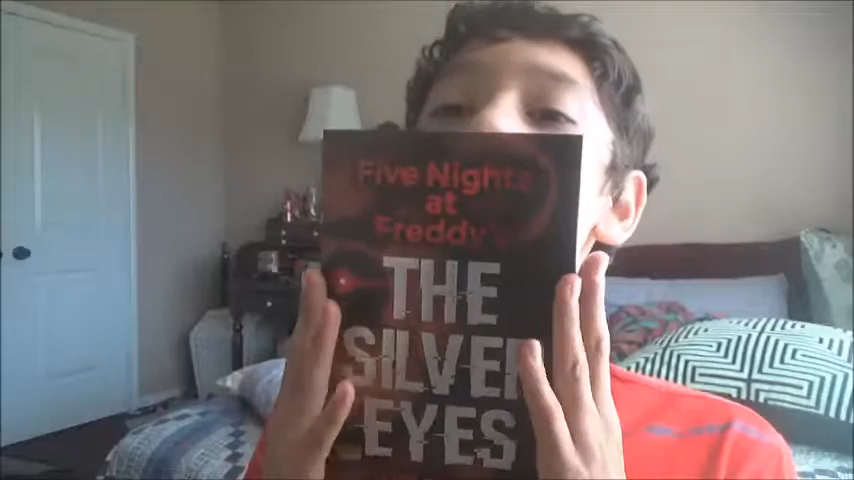 Five Nights
at
Freddy's
THE
SILVER
EYES